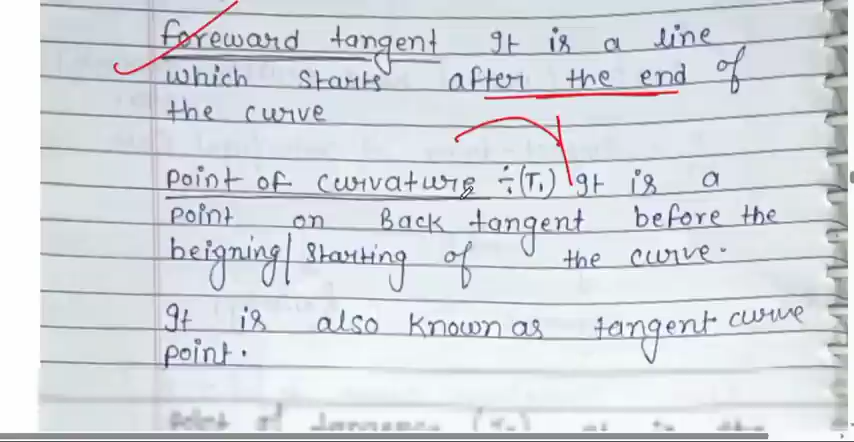 foreward tangent It is a line
which starts after the end of
the curve
Point of curvature ÷(T₁) It is a
point on Back tangent before the
beigning/starting of the curve.
It is also known as tangent curve
point.